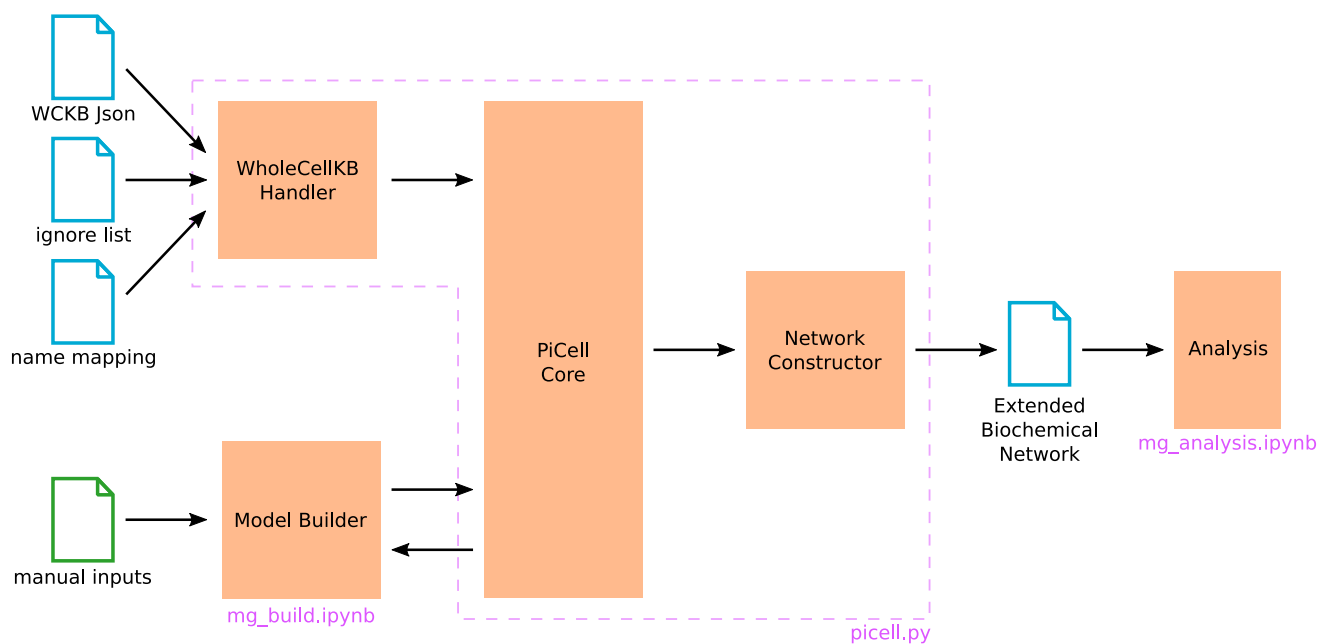 WCKB Json
ignore list
name mapping
manual inputs
WholeCellKB
Handler
Model Builder
mg_build.ipynb
PiCell
Core
Network
Constructor
picell.py
Extended
Biochemical
Network
Analysis
mg_analysis.ipynb